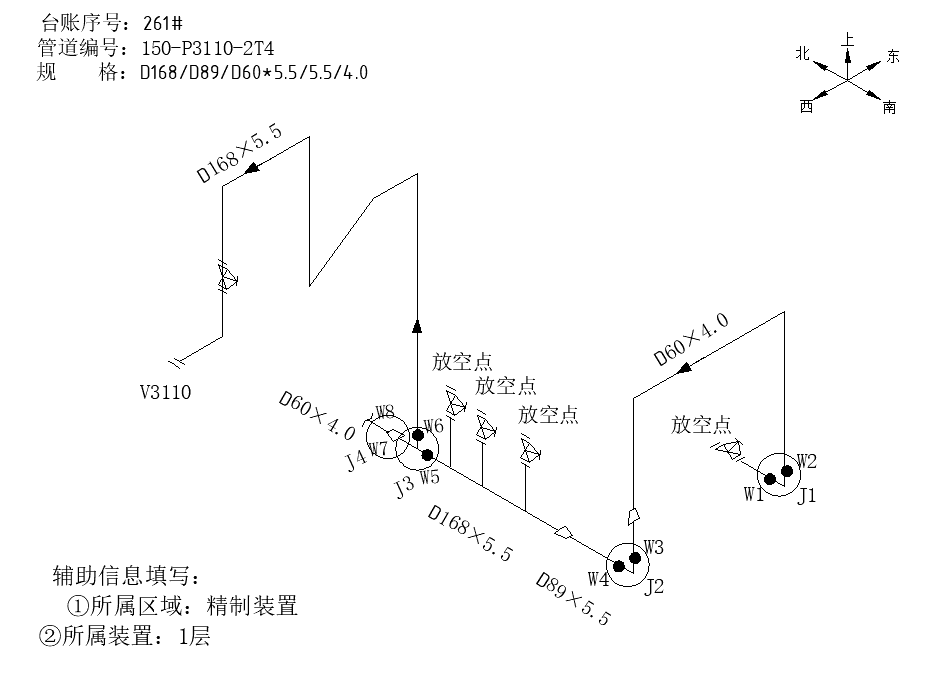 台账序号：261#
管道编号：150-P3110-2T4
规　　格：D168/D89/D60*5.5/5.5/4.0
上
北
东
西
南
D168×5.5
D60×4.0
放空点
放空点
放空点
放空点
V3110
D60×4.0
W8
W6
W7
W5
J4
J3
W2
W1
J1
D168×5.5
W3
W4
J2
D89×5.5
辅助信息填写：
①所属区域：精制装置
②所属装置：1层